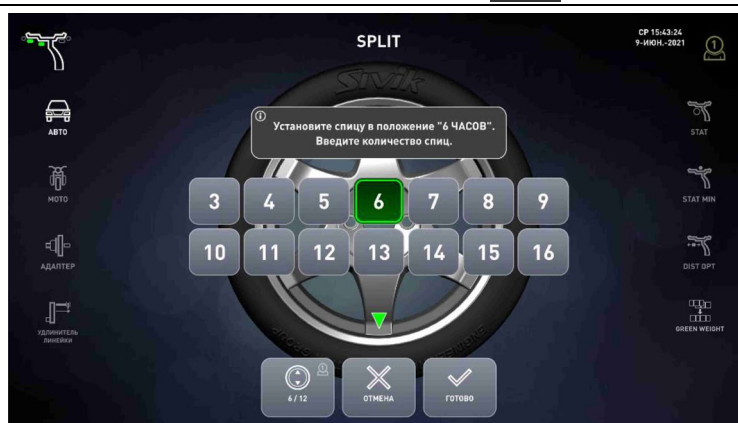 SPLIT
СР 15:43:24
9-ИЮН,-2021
1
Sivik
АВТО
МОТО
АДАПТЕР
УДЛИНИТЕЛЬ
ЛИНЕЙКИ
Установите спицу в положение "6 ЧАСОВ".
Введите количество спиц.
3 4 5 6 7 8 9
10 11 12 13 14 15 16
6 / 12
ОТМЕНА
ГОТОВО
STAT
STAT MIN
DIST OPT
GREEN WEIGHT